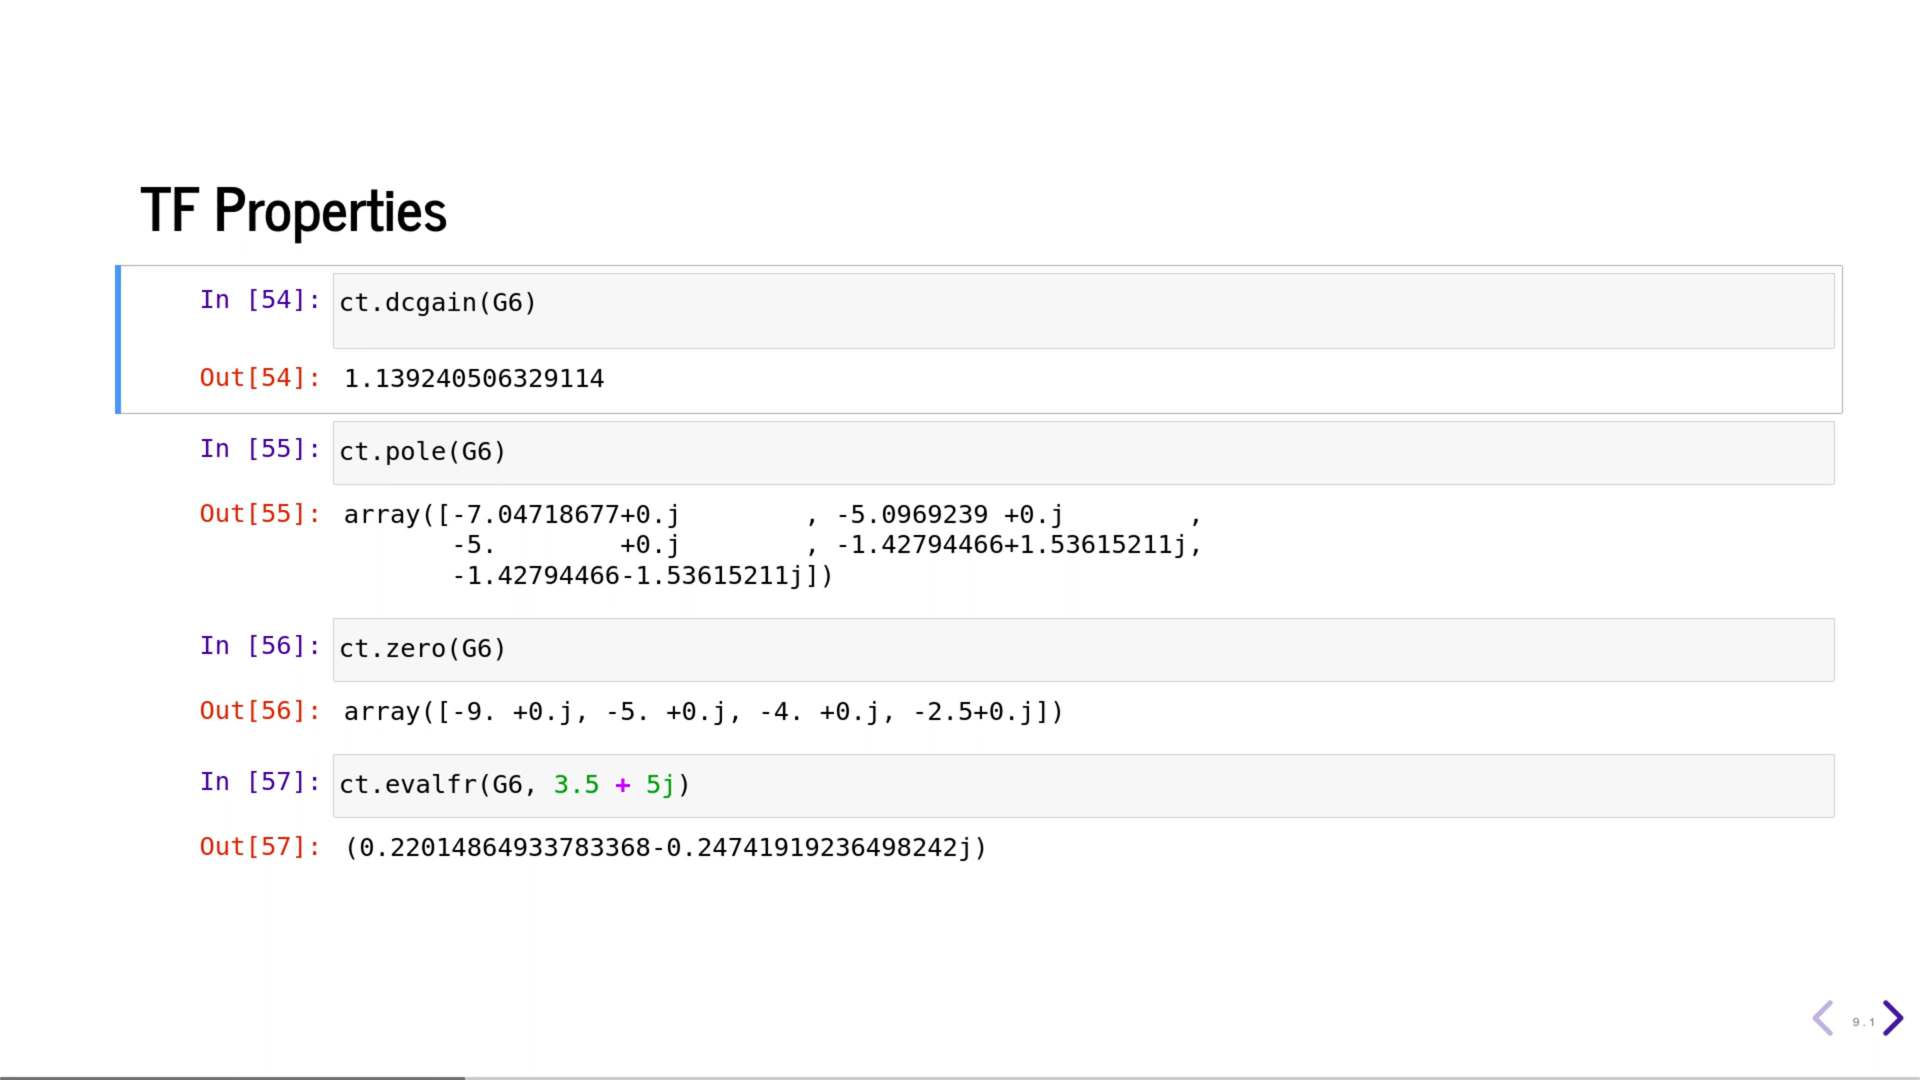 TF Properties
In [54]: ct.dcgain(G6)
Out[54]: 1.139240506329114
In [55]: ct.pole(G6)
Out[55]: array([-7.04718677+0.j        , -5.0969239 +0.j        ,
       -5.        +0.j        , -1.42794466+1.53615211j,
       -1.42794466-1.53615211j])
In [56]: ct.zero(G6)
Out[56]: array([-9. +0.j, -5. +0.j, -4. +0.j, -2.5+0.j])
In [57]: ct.evalfr(G6, 3.5 + 5j)
Out[57]: (0.22014864933783368-0.24741919236498242j)
9.1